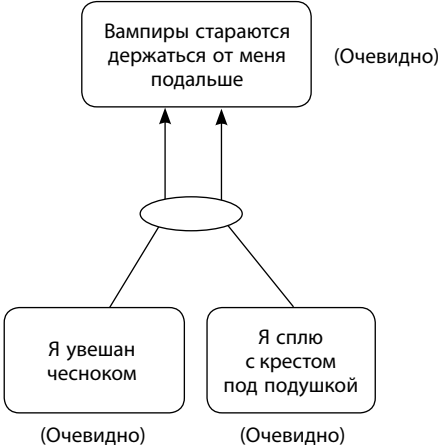 Вампиры стараются
держаться от меня
подальше
(Очевидно)
Я увешан
чесноком
(Очевидно)
Я сплю
с крестом
под подушкой
(Очевидно)